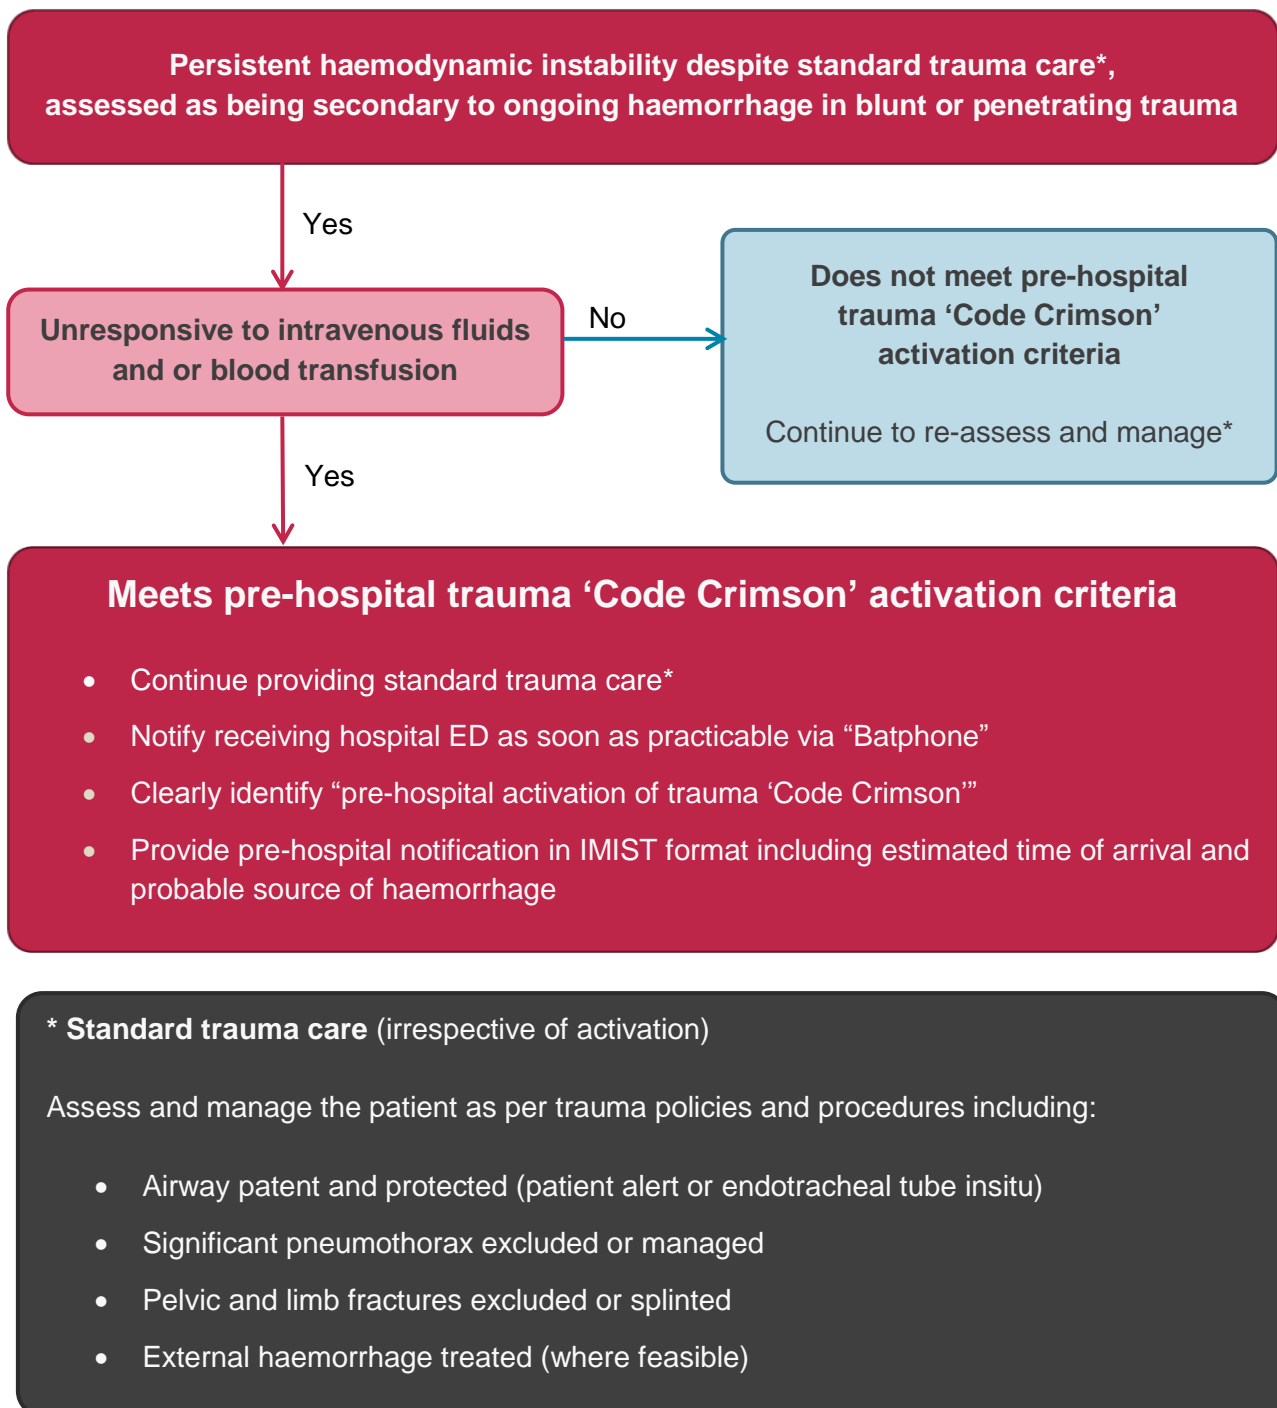 Persistent haemodynamic instability despite standard trauma care*,
assessed as being secondary to ongoing haemorrhage in blunt or penetrating trauma
Yes
Unresponsive to intravenous fluids
and or blood transfusion
No
Does not meet pre-hospital
trauma ‘Code Crimson’
activation criteria
Continue to re-assess and manage*
Yes
Meets pre-hospital trauma ‘Code Crimson’ activation criteria
• Continue providing standard trauma care*
• Notify receiving hospital ED as soon as practicable via “Batphone”
• Clearly identify “pre-hospital activation of trauma ‘Code Crimson’”
• Provide pre-hospital notification in IMIST format including estimated time of arrival and
probable source of haemorrhage
* Standard trauma care (irrespective of activation)
Assess and manage the patient as per trauma policies and procedures including:
• Airway patent and protected (patient alert or endotracheal tube insitu)
• Significant pneumothorax excluded or managed
• Pelvic and limb fractures excluded or splinted
• External haemorrhage treated (where feasible)